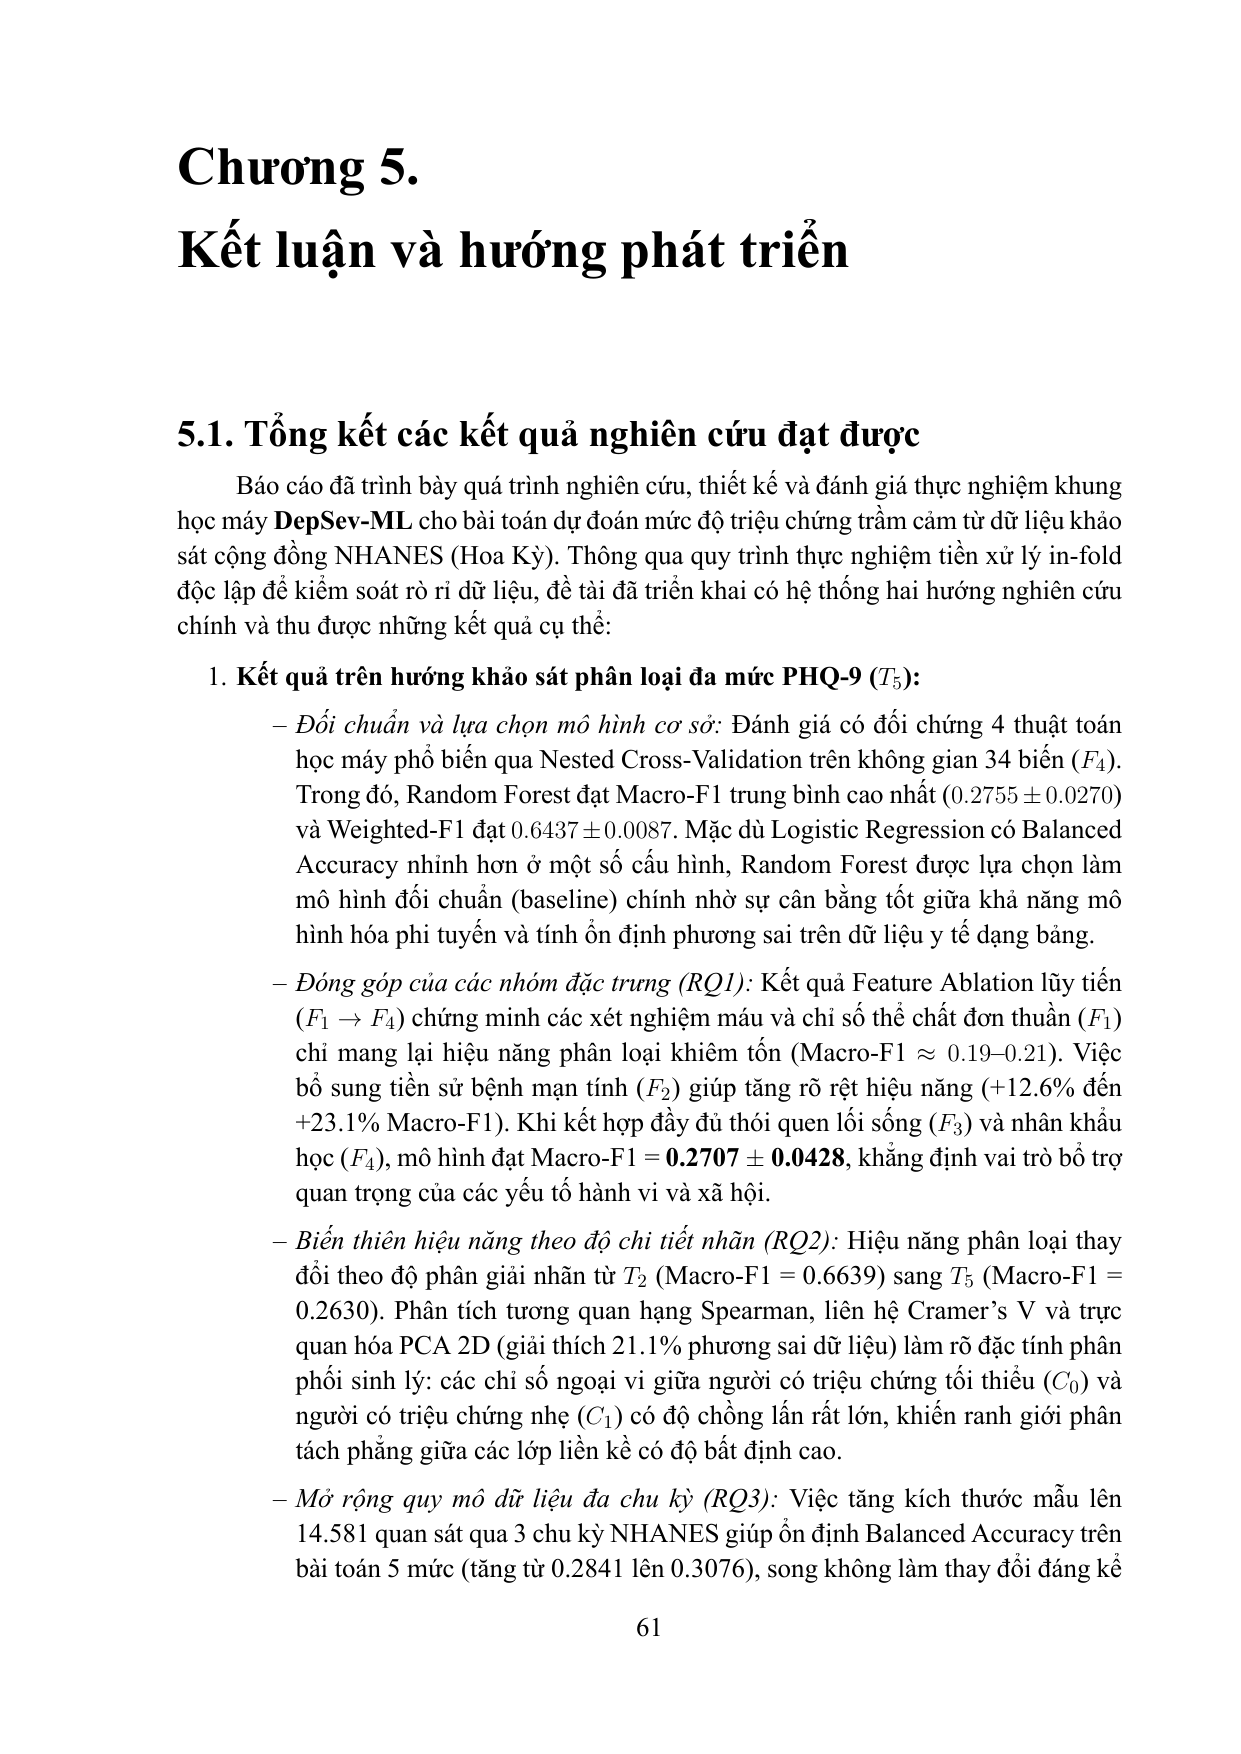 Chương 5.
Kết luận và hướng phát triển
5.1. Tổng kết các kết quả nghiên cứu đạt được
Báo cáo đã trình bày quá trình nghiên cứu, thiết kế và đánh giá thực nghiệm khung
học máy DepSev-ML cho bài toán dự đoán mức độ triệu chứng trầm cảm từ dữ liệu khảo
sát cộng đồng NHANES (Hoa Kỳ). Thông qua quy trình thực nghiệm tiền xử lý in-fold
độc lập để kiểm soát rò rỉ dữ liệu, đề tài đã triển khai có hệ thống hai hướng nghiên cứu
chính và thu được những kết quả cụ thể:
1. Kết quả trên hướng khảo sát phân loại đa mức PHQ-9 (T₅):
– Đối chuẩn và lựa chọn mô hình cơ sở: Đánh giá có đối chứng 4 thuật toán
học máy phổ biến qua Nested Cross-Validation trên không gian 34 biến (F₄).
Trong đó, Random Forest đạt Macro-F1 trung bình cao nhất (0.2755 ± 0.0270)
và Weighted-F1 đạt 0.6437 ± 0.0087. Mặc dù Logistic Regression có Balanced
Accuracy nhỉnh hơn ở một số cấu hình, Random Forest được lựa chọn làm
mô hình đối chuẩn (baseline) chính nhờ sự cân bằng tốt giữa khả năng mô
hình hóa phi tuyến và tính ổn định phương sai trên dữ liệu y tế dạng bảng.
– Đóng góp của các nhóm đặc trưng (RQ1): Kết quả Feature Ablation lũy tiến
(F₁ → F₄) chứng minh các xét nghiệm máu và chỉ số thể chất đơn thuần (F₁)
chỉ mang lại hiệu năng phân loại khiêm tốn (Macro-F1 ≈ 0.19–0.21). Việc
bổ sung tiền sử bệnh mạn tính (F₂) giúp tăng rõ rệt hiệu năng (+12.6% đến
+23.1% Macro-F1). Khi kết hợp đầy đủ thói quen lối sống (F₃) và nhân khẩu
học (F₄), mô hình đạt Macro-F1 = 0.2707 ± 0.0428, khẳng định vai trò bổ trợ
quan trọng của các yếu tố hành vi và xã hội.
– Biến thiên hiệu năng theo độ chi tiết nhãn (RQ2): Hiệu năng phân loại thay
đổi theo độ phân giải nhãn từ T₂ (Macro-F1 = 0.6639) sang T₅ (Macro-F1 =
0.2630). Phân tích tương quan hạng Spearman, liên hệ Cramer’s V và trực
quan hóa PCA 2D (giải thích 21.1% phương sai dữ liệu) làm rõ đặc tính phân
phối sinh lý: các chỉ số ngoại vi giữa người có triệu chứng tối thiểu (C₀) và
người có triệu chứng nhẹ (C₁) có độ chồng lấn rất lớn, khiến ranh giới phân
tách phẳng giữa các lớp liền kề có độ bất định cao.
– Mở rộng quy mô dữ liệu đa chu kỳ (RQ3): Việc tăng kích thước mẫu lên
14.581 quan sát qua 3 chu kỳ NHANES giúp ổn định Balanced Accuracy trên
bài toán 5 mức (tăng từ 0.2841 lên 0.3076), song không làm thay đổi đáng kể
61